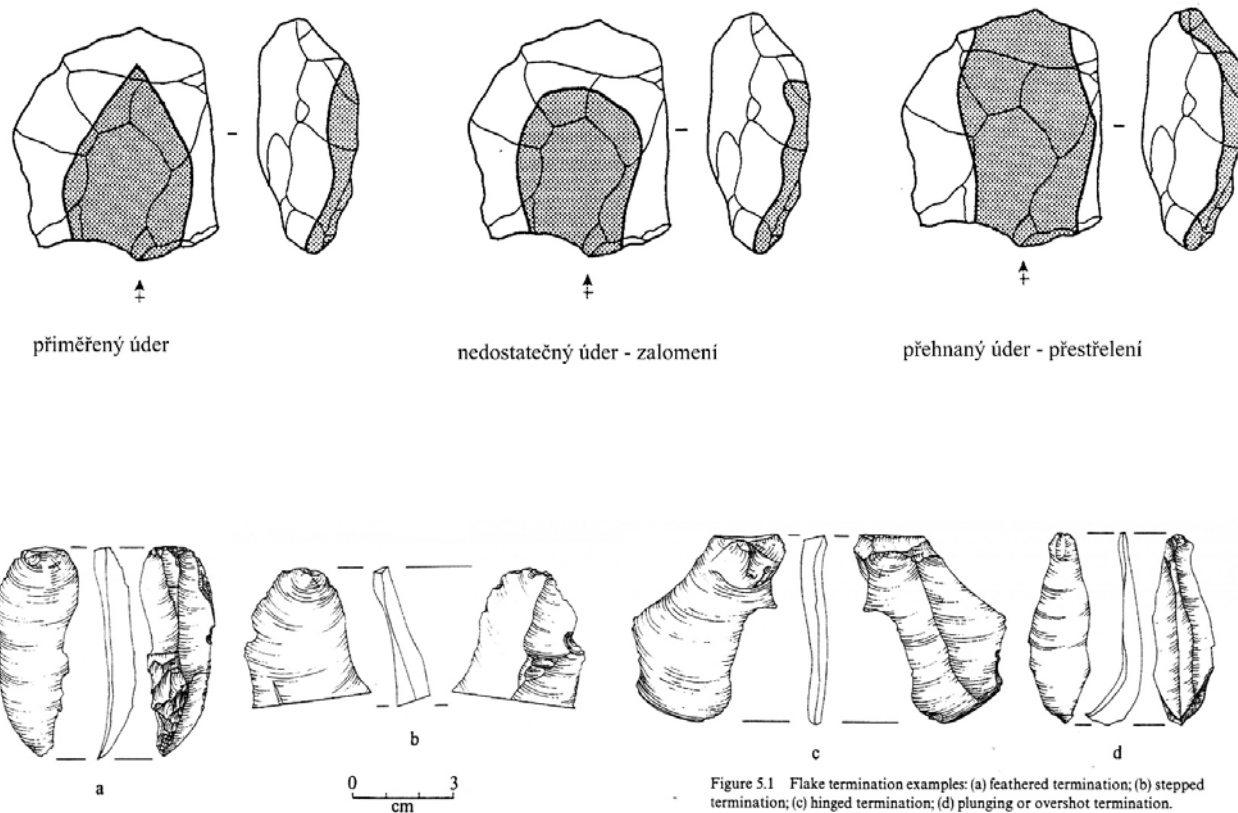 přiměřený úder
nedostatečný úder - zalomení
přehnaný úder - přestřelení
a
b
c
d
0 3
cm
Figure 5.1 Flake termination examples: (a) feathered termination; (b) stepped
termination; (c) hinged termination; (d) plunging or overshot termination.